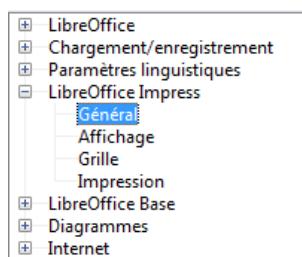 LibreOffice
Chargement/enregistrement
Paramètres linguistiques
LibreOffice Impress
Général
Affichage
Grille
Impression
LibreOffice Base
Diagrammes
Internet